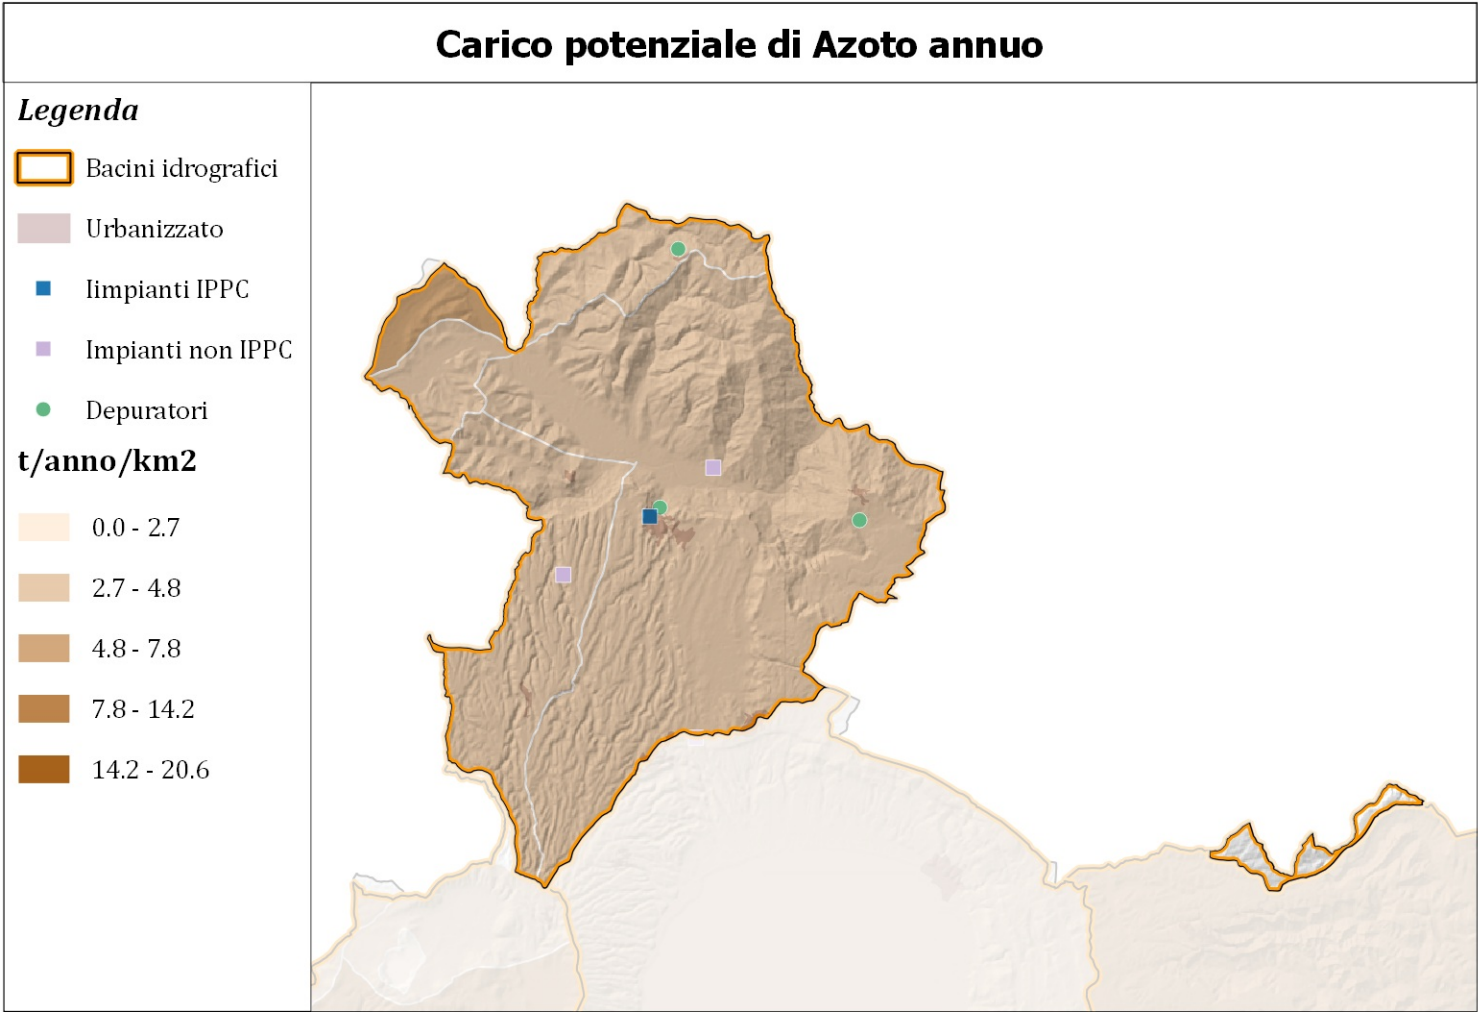 Carico potenziale di Azoto annuo
Legenda
Bacini idrografici
Urbanizzato
Iimpianti IPPC
Impianti non IPPC
Depuratori
t/anno/km2
0.0 - 2.7
2.7 - 4.8
4.8 - 7.8
7.8 - 14.2
14.2 - 20.6